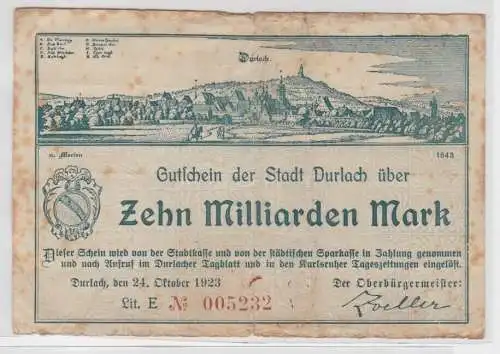 Durlach.
n. Merian 1643
Gutschein der Stadt Durlach über
Zehn Milliarden Mark
Dieser Schein wird von der Stadtkasse und von der städtischen Sparkasse in Zahlung genommen
und nach Aufruf im Durlacher Tagblatt und in den Karlsruher Tageszeitungen eingelöst.
Durlach, den 24. Oktober 1923 Der Oberbürgermeister:
Lit. E № 005232 Zoeller